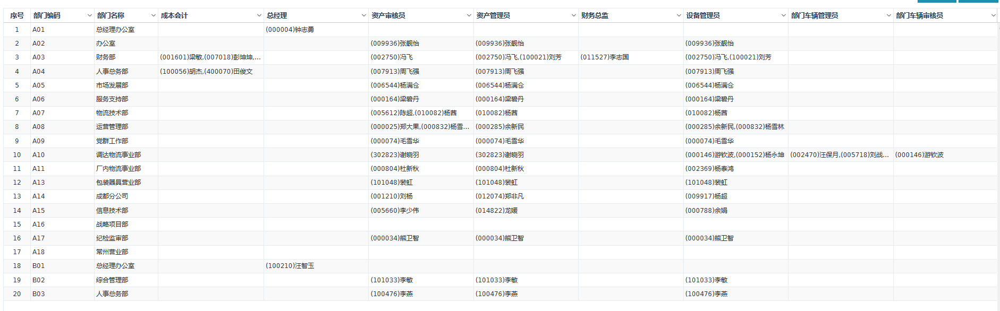 序号 部门编码 部门名称 成本会计 总经理 资产审核员 资产管理员 财务总监 设备管理员 部门车辆管理员 部门车辆审核员
1 A01 总经理办公室 (000004)钟志勇
2 A02 办公室 (009936)张靓怡 (009936)张靓怡 (009936)张靓怡
3 A03 财务部 (001601)梁敏,(007018)彭坤坤,... (002750)冯飞 (002750)冯飞,(100021)刘芳 (011527)李志国 (002750)冯飞,(100021)刘芳
4 A04 人事总务部 (100056)胡杰,(400070)田俊文 (007913)周飞强 (007913)周飞强 (007913)周飞强
5 A05 市场发展部 (006544)杨满仓 (006544)杨满仓 (006544)杨满仓
6 A06 服务支持部 (000164)梁碧丹 (000164)梁碧丹 (000164)梁碧丹
7 A07 物流技术部 (005612)陈超,(010082)杨茜 (010082)杨茜 (010082)杨茜
8 A08 运营管理部 (000025)郑大果,(000832)杨雪... (000285)余新民 (000285)余新民,(000832)杨雪林
9 A09 党群工作部 (000074)毛雪华 (000074)毛雪华 (000074)毛雪华
10 A10 调达物流事业部 (302823)谢晓羽 (302823)谢晓羽 (000146)游钦波,(000152)杨永坤 (002470)汪保月,(005718)刘战... (000146)游钦波
11 A11 厂内物流事业部 (000804)杜新秋 (000804)杜新秋 (002369)杨泰鸿
12 A13 包装器具营业部 (101048)裴虹 (101048)裴虹 (101048)裴虹
13 A14 成都分公司 (001210)刘杨 (012074)郑非凡 (009917)杨超
14 A15 信息技术部 (005660)李少伟 (014822)龙媛 (000788)余娟
15 A16 战略项目部
16 A17 纪检监审部 (000034)熊卫智 (000034)熊卫智 (000034)熊卫智
17 A18 常州营业部
18 B01 总经理办公室 (100210)汪智玉
19 B02 综合管理部 (101033)李敏 (101033)李敏 (101033)李敏
20 B03 人事总务部 (100476)李燕 (100476)李燕 (100476)李燕